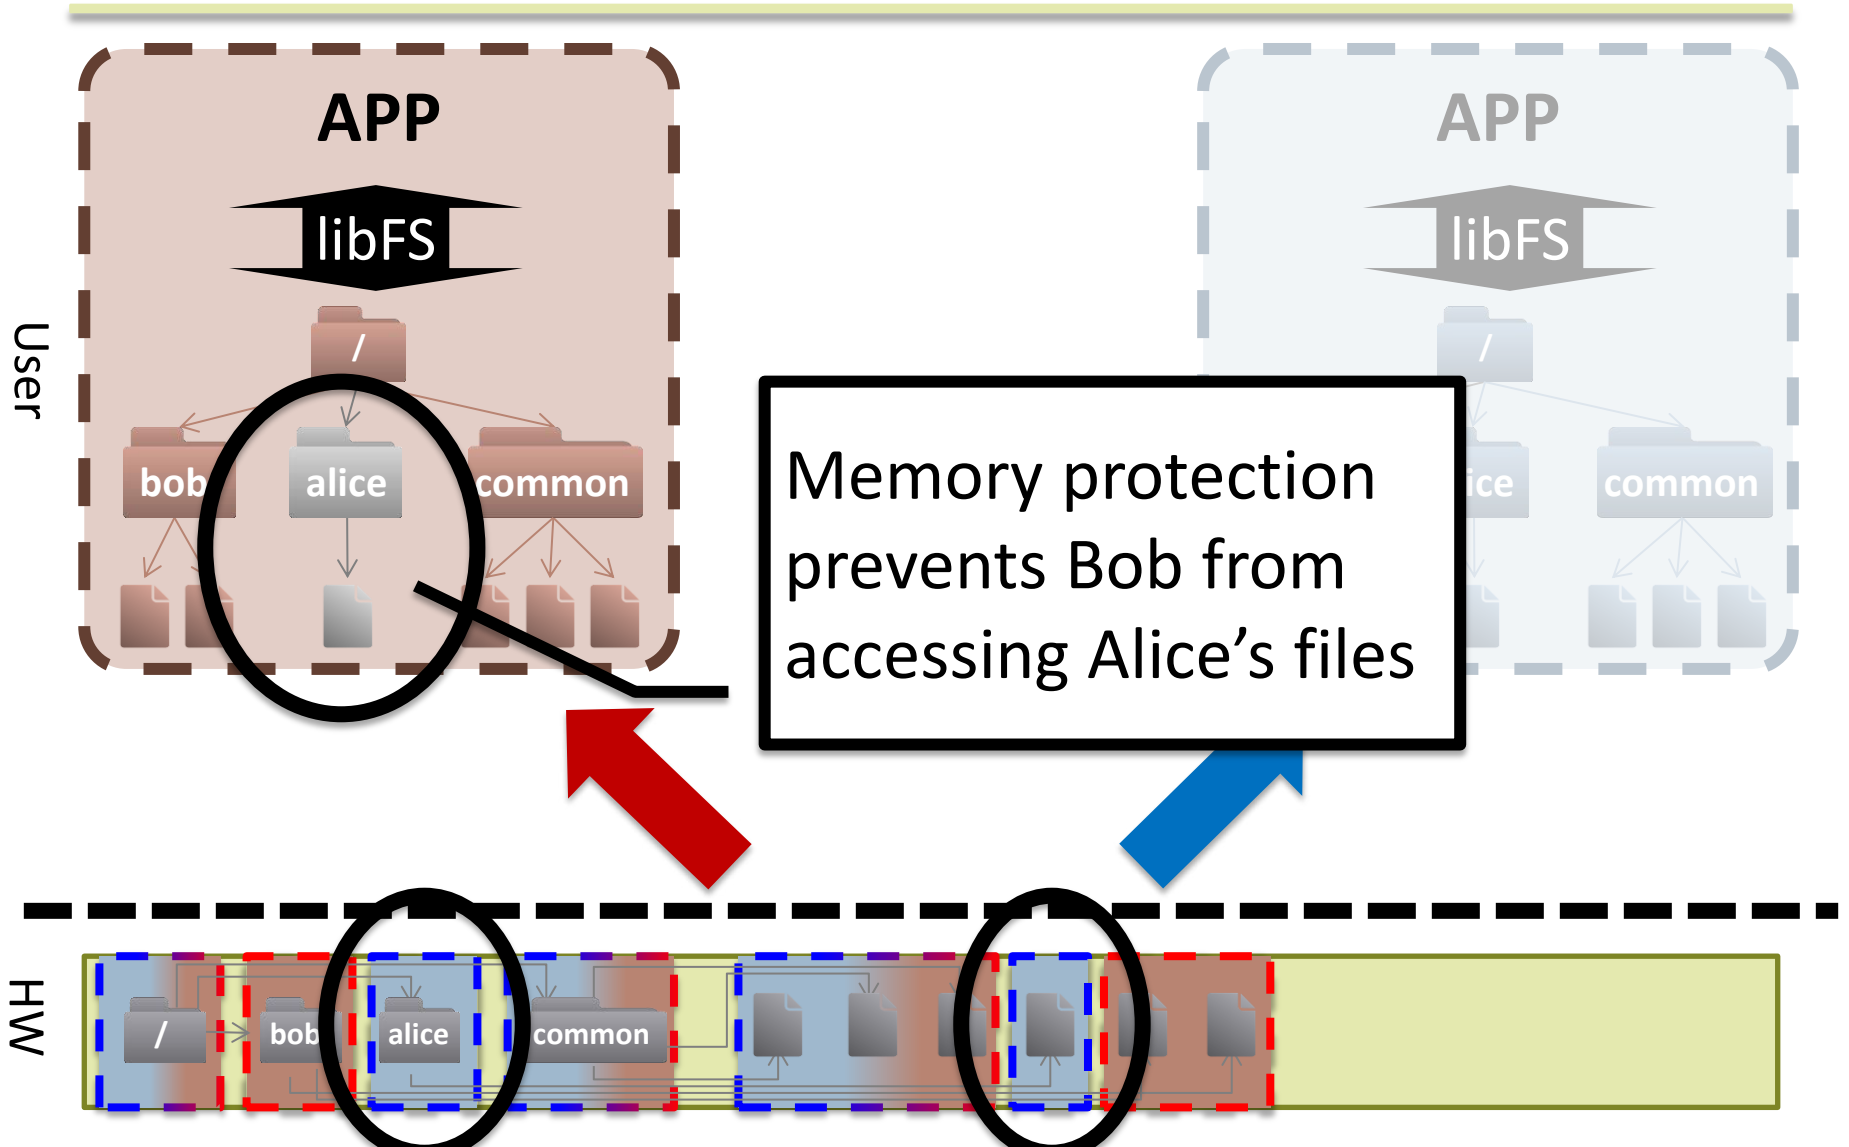 APP
libFS
/
bob
alice
common
User
APP
libFS
/
ice
common
Memory protection
prevents Bob from
accessing Alice’s files
HW
/
bob
alice
common